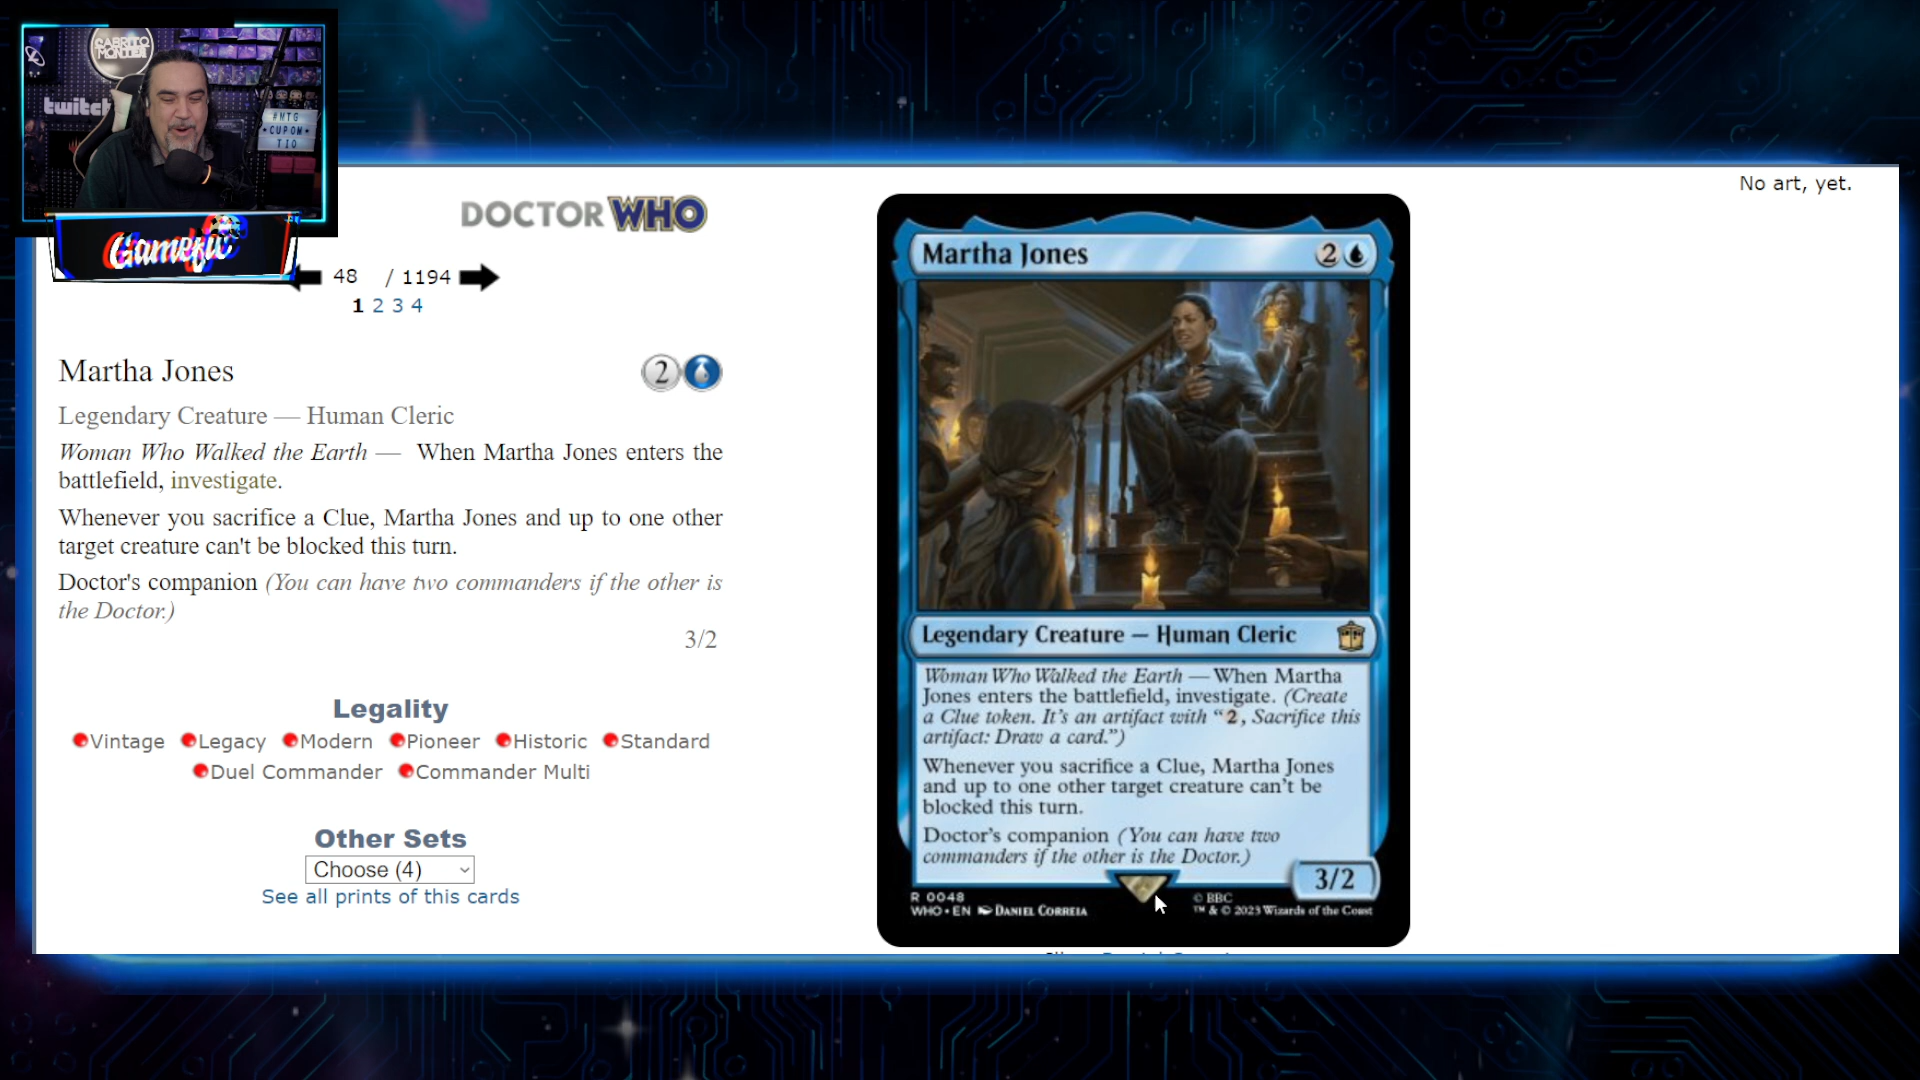 CABRITO
MONTUER
twitch
#MTG
•CUPOM•
TIO
Gamefic
DOCTOR WHO
48 / 1194
1 2 3 4
Martha Jones 2
Legendary Creature — Human Cleric
Woman Who Walked the Earth — When Martha Jones enters the
battlefield, investigate.
Whenever you sacrifice a Clue, Martha Jones and up to one other
target creature can't be blocked this turn.
Doctor's companion (You can have two commanders if the other is
the Doctor.)
3/2
Legality
Vintage Legacy Modern Pioneer Historic Standard
Duel Commander Commander Multi
Other Sets
Choose (4)
See all prints of this cards
Martha Jones 2
Legendary Creature — Human Cleric
Woman Who Walked the Earth — When Martha
Jones enters the battlefield, investigate. (Create
a Clue token. It's an artifact with “2, Sacrifice this
artifact: Draw a card.”)
Whenever you sacrifice a Clue, Martha Jones
and up to one other target creature can't be
blocked this turn.
Doctor's companion (You can have two
commanders if the other is the Doctor.)
3/2
R 0048
WHO • EN Daniel Correia
© BBC
™ & © 2023 Wizards of the Coast
No art, yet.